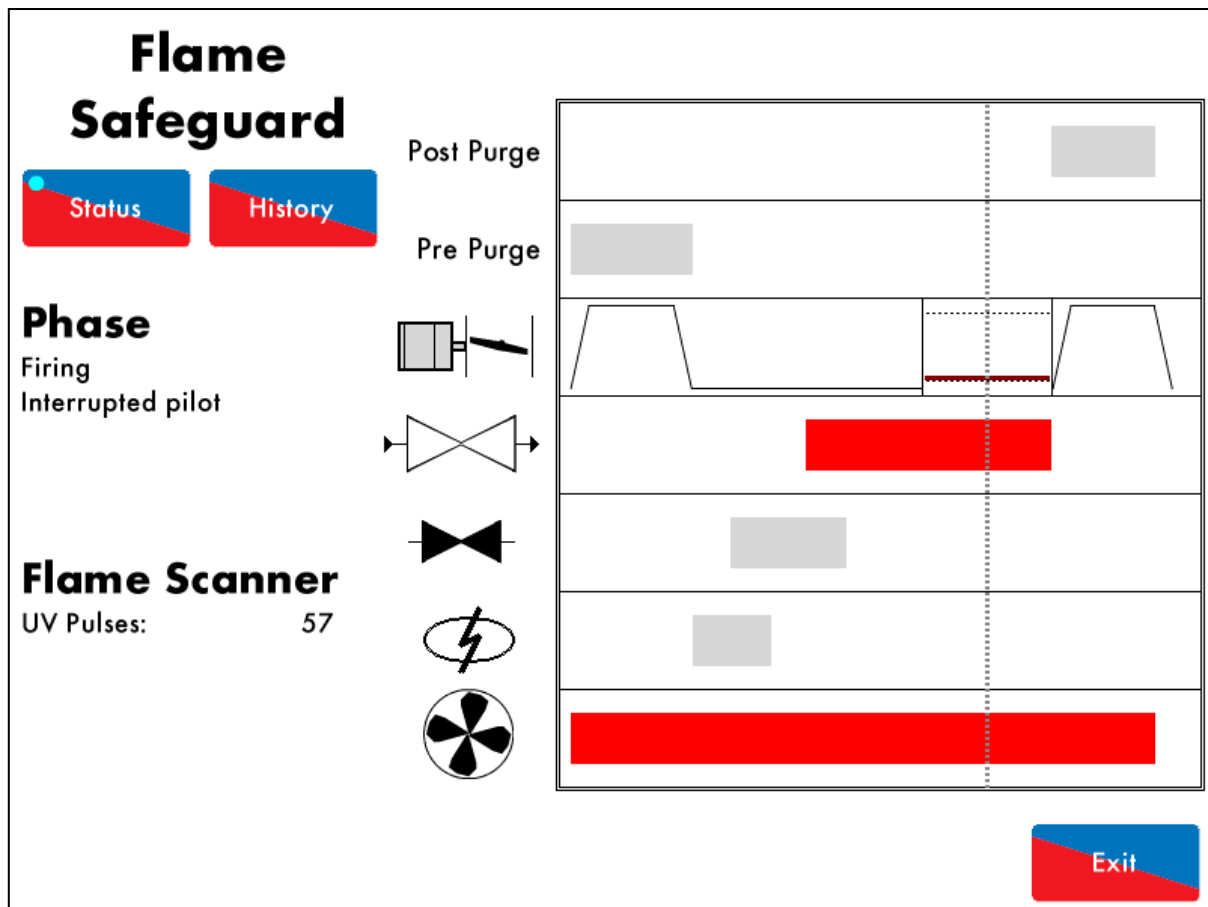 Flame
Safeguard
Status
History
Post Purge
Pre Purge
Phase
Firing
Interrupted pilot
Flame Scanner
UV Pulses: 57
Exit